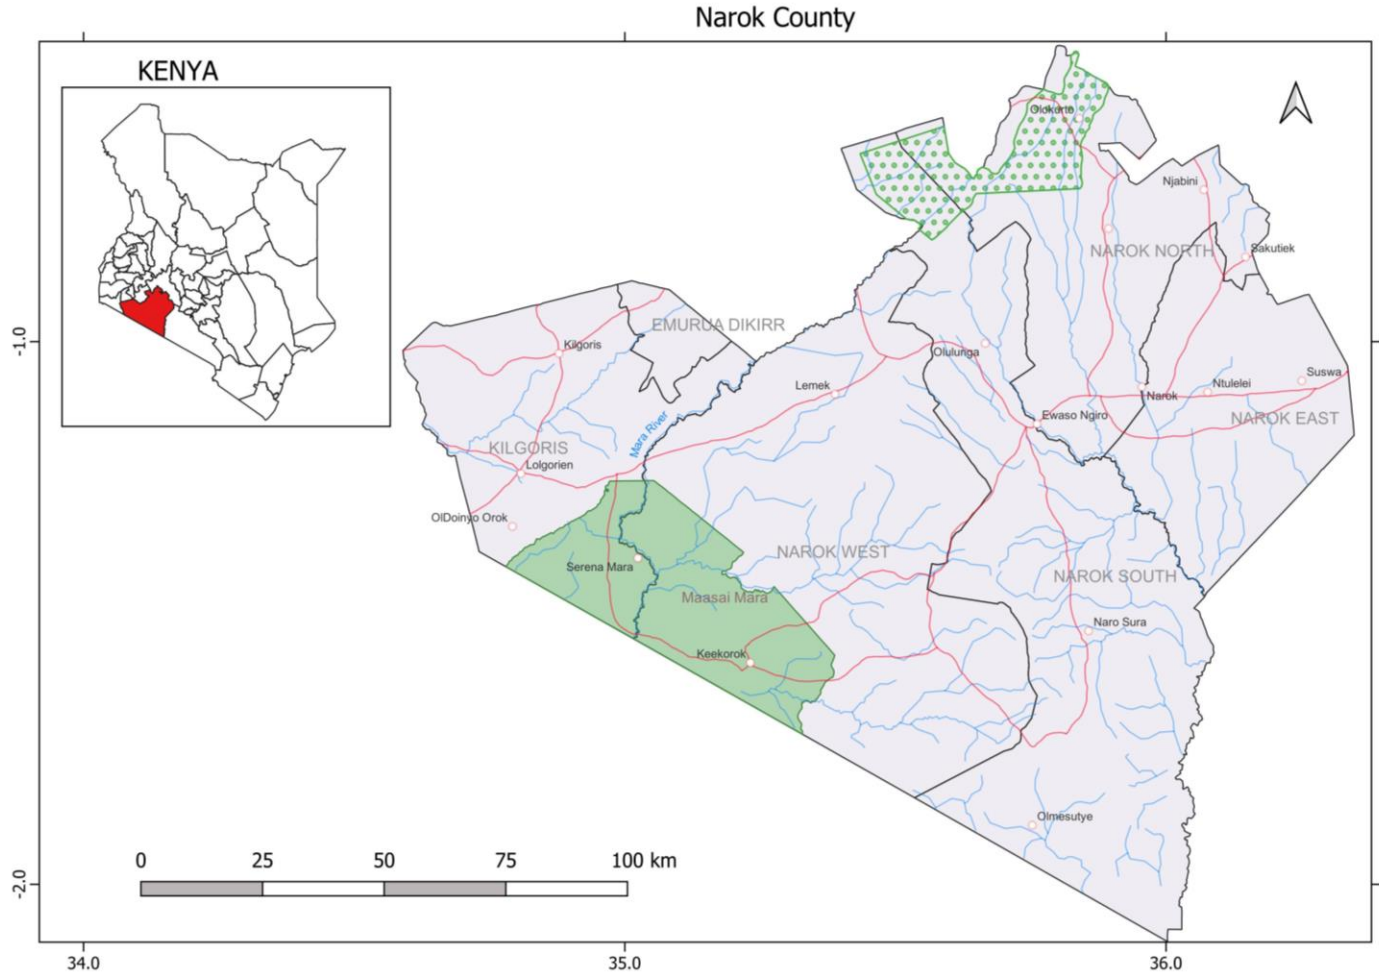 Narok County
KENYA
Olokurto
Njabini
NAROK NORTH
Sakutiek
EMURUA DIKIRR
-1.0
Kilgoris
Olulunga
Lemek
Suswa
Ntulelei
Narok
Ewaso Ngiro
NAROK EAST
Mara River
KILGORIS
Lolgorien
OlDoinyo Orok
NAROK WEST
Serena Mara
NAROK SOUTH
Maasai Mara
Naro Sura
Keekorok
Olmesutye
0 25 50 75 100 km
-2.0
34.0 35.0 36.0